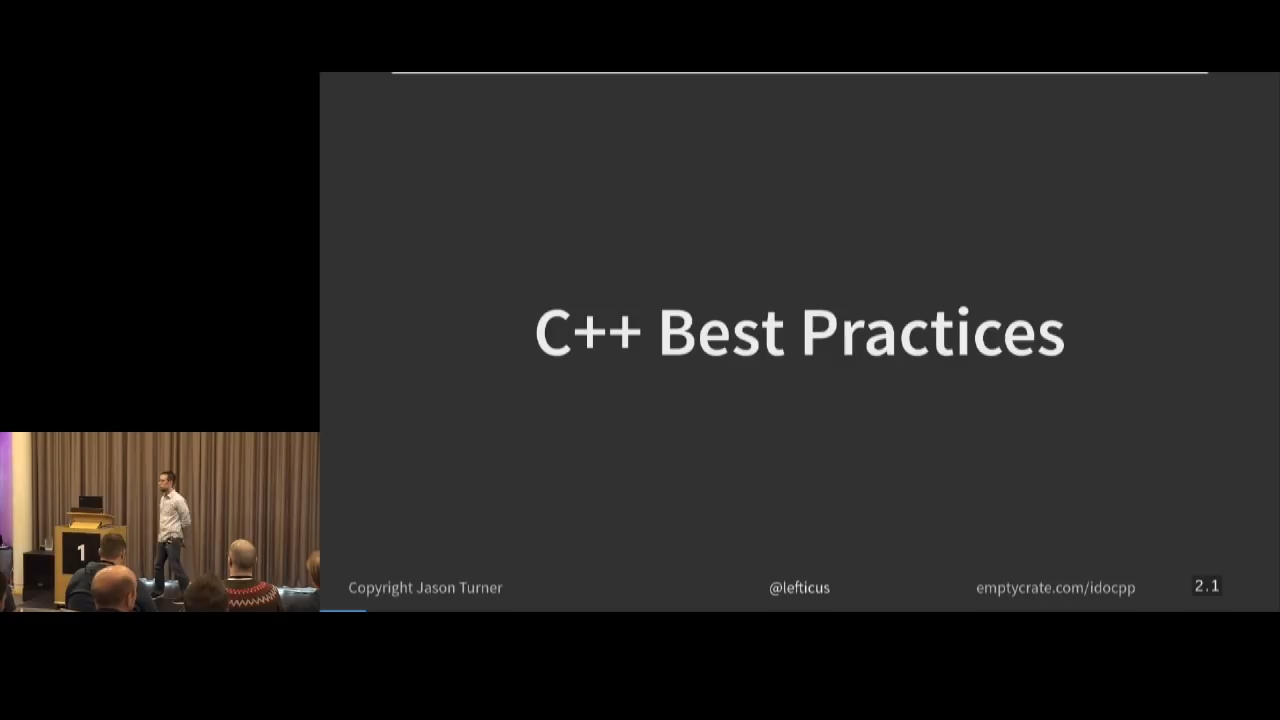 C++ Best Practices
1
Copyright Jason Turner
@lefticus
emptycrate.com/idocpp
2.1